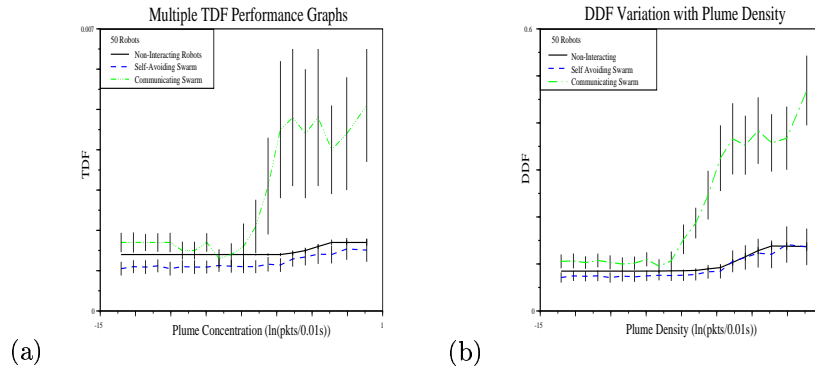 Multiple TDF Performance Graphs
0.007
50 Robots
Non-Interacting Robots
Self-Avoiding Swarm
Communicating Swarm
TDF
0
-15
1
Plume Concentration (ln(pkts/0.01s))
(a)
DDF Variation with Plume Density
0.6
50 Robots
Non-Interacting
Self Avoiding Swarm
Communicating Swarm
DDF
0
-15
Plume Density (ln(pkts/0.01s))
(b)